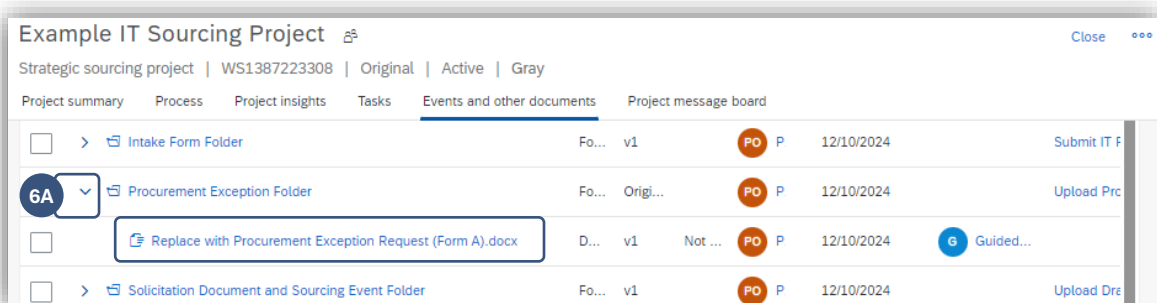 Example IT Sourcing Project
Close
Strategic sourcing project | WS1387223308 | Original | Active | Gray
Project summary Process Project insights Tasks Events and other documents Project message board
Intake Form Folder Fo... v1 PO P 12/10/2024 Submit IT
6A Procurement Exception Folder Fo... Origi... PO P 12/10/2024 Upload Prc
Replace with Procurement Exception Request (Form A).docx D... v1 Not ... PO P 12/10/2024 G Guided...
Solicitation Document and Sourcing Event Folder Fo... v1 PO P 12/10/2024 Upload Dra